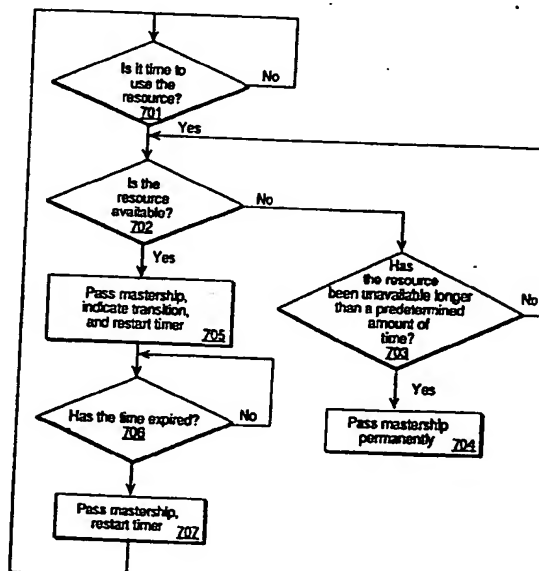 Is it time to
use the
resource?
701
No
Yes
Is the
resource
available?
702
No
Yes
Has
the resource
been unavailable longer
than a predetermined
amount of
time?
703
No
Yes
Pass mastership
permanently 704
Pass mastership,
indicate transition,
and restart timer
705
Has the time expired?
706
No
Pass mastership,
restart timer
707